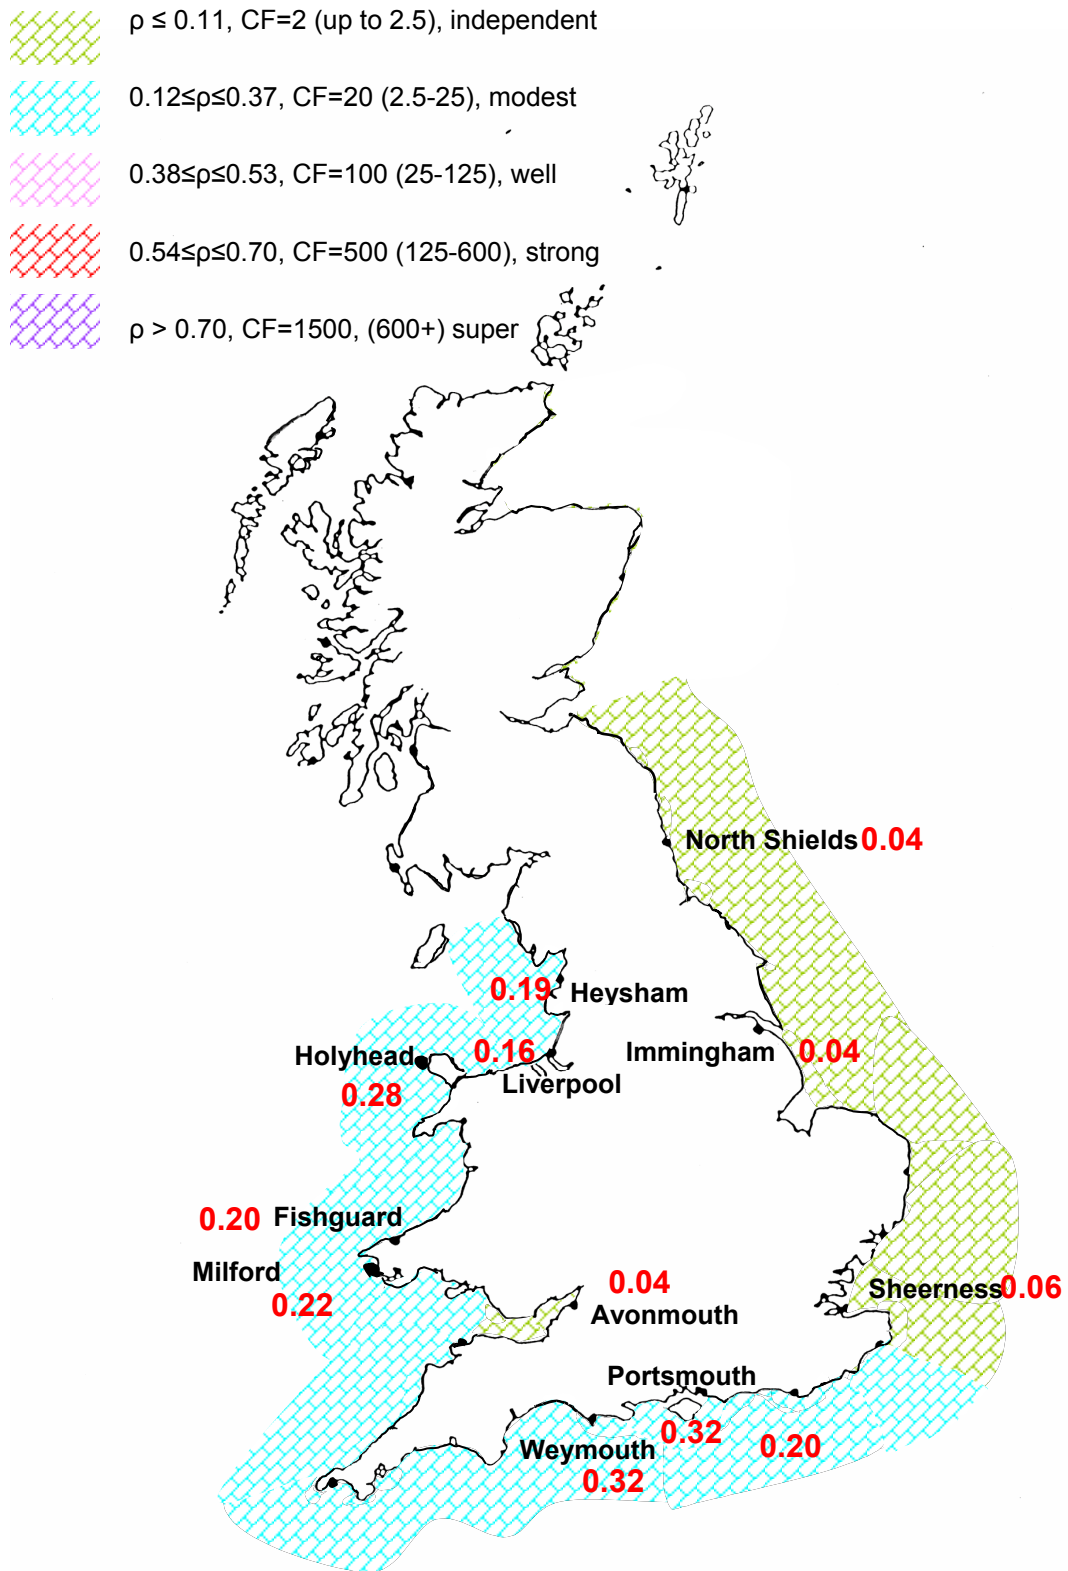 ρ ≤ 0.11, CF=2 (up to 2.5), independent
0.12≤ρ≤0.37, CF=20 (2.5-25), modest
0.38≤ρ≤0.53, CF=100 (25-125), well
0.54≤ρ≤0.70, CF=500 (125-600), strong
ρ > 0.70, CF=1500, (600+) super
North Shields 0.04
0.19 Heysham
Holyhead 0.16
Immingham 0.04
Liverpool
0.28
0.20 Fishguard
Milford
0.22
0.04
Avonmouth
Sheerness 0.06
Portsmouth
0.32
Weymouth
0.20
0.32